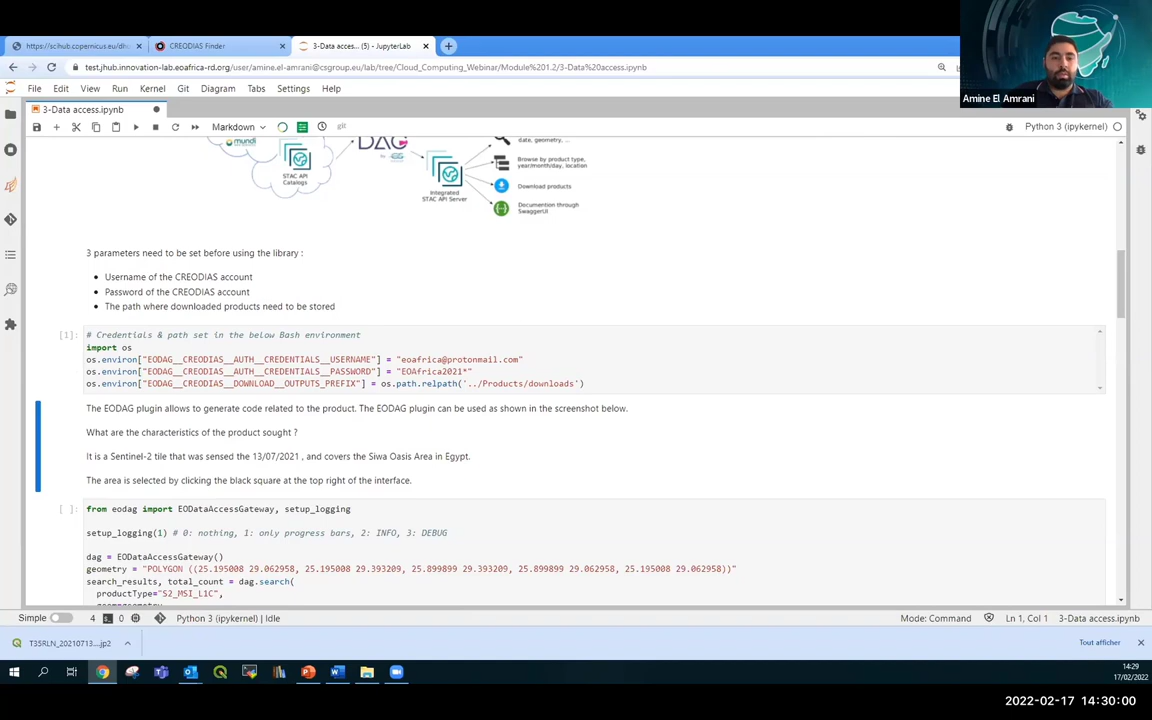 https://scihub.copernicus.eu/dhu
CREODIAS Finder
3-Data acces... (5) - JupyterLab
test.jhub.innovation-lab.eoafrica-rd.org/user/amine.el-amrani@csgroup.eu/lab/tree/Cloud_Computing_Webinar/Module%201.2/3-Data%20access.ipynb
Amine El Amrani
File Edit View Run Kernel Git Diagram Tabs Settings Help
3-Data access.ipynb
Markdown
git
Python 3 (ipykernel)
mundi
DAG
STAC API
Catalogs
Integrated
STAC API Server
date, geometry, ...
Browse by product type,
year/month/day, location
Download products
Documention through
SwaggerUI
3 parameters need to be set before using the library :
Username of the CREODIAS account
Password of the CREODIAS account
The path where downloaded products need to be stored
[1]:
# Credentials & path set in the below Bash environment
import os
os.environ["EODAG__CREODIAS__AUTH__CREDENTIALS__USERNAME"] = "eoafrica@protonmail.com"
os.environ["EODAG__CREODIAS__AUTH__CREDENTIALS__PASSWORD"] = "EOAfrica2021*"
os.environ["EODAG__CREODIAS__DOWNLOAD__OUTPUTS_PREFIX"] = os.path.relpath('../Products/downloads')
The EODAG plugin allows to generate code related to the product. The EODAG plugin can be used as shown in the screenshot below.
What are the characteristics of the product sought ?
It is a Sentinel-2 tile that was sensed the 13/07/2021 , and covers the Siwa Oasis Area in Egypt.
The area is selected by clicking the black square at the top right of the interface.
[ ]:
from eodag import EODataAccessGateway, setup_logging
setup_logging(1) # 0: nothing, 1: only progress bars, 2: INFO, 3: DEBUG
dag = EODataAccessGateway()
geometry = "POLYGON ((25.195008 29.062958, 25.195008 29.393209, 25.899899 29.393209, 25.899899 29.062958, 25.195008 29.062958))"
search_results, total_count = dag.search(
productType="S2_MSI_L1C",
Simple 4 0 Python 3 (ipykernel) | Idle
Mode: Command Ln 1, Col 1 3-Data access.ipynb
T35RLN_20210713....jp2
Tout afficher
14:29
17/02/2022
2022-02-17 14:30:00